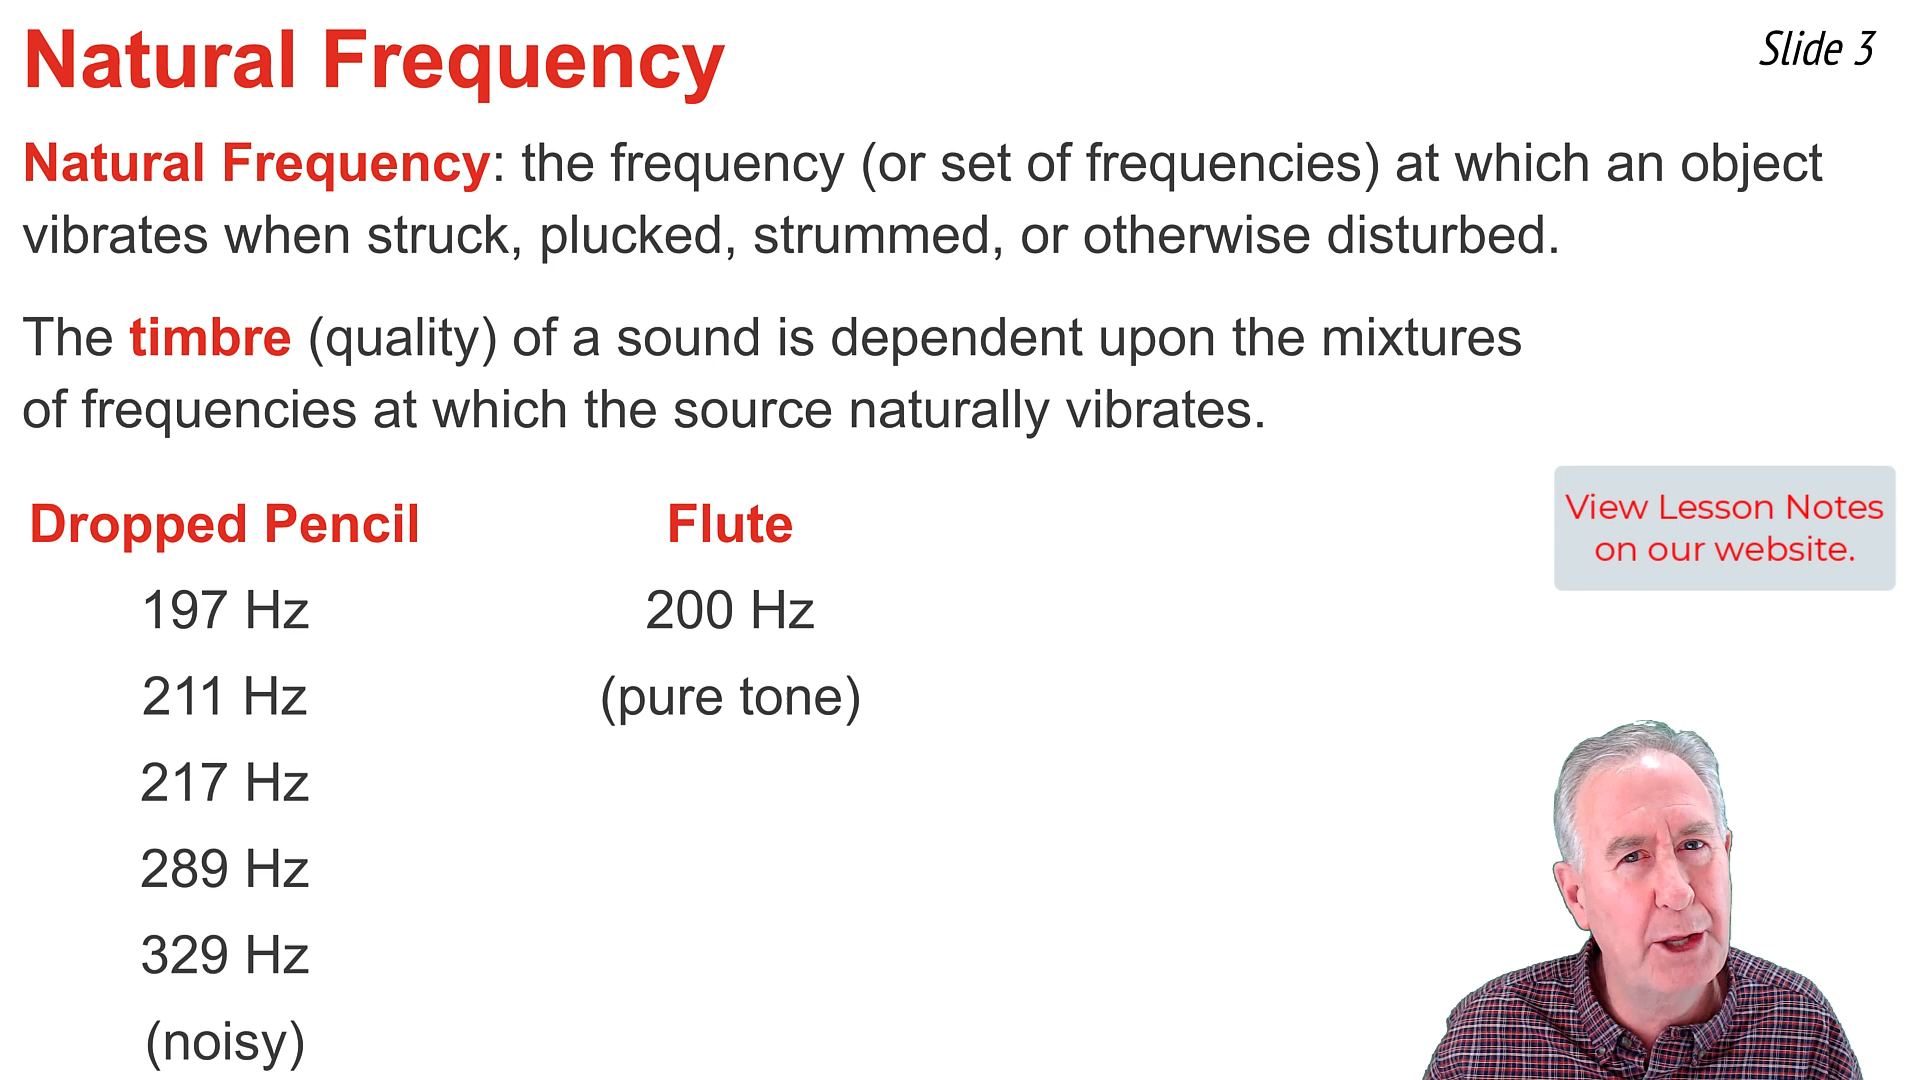 Natural Frequency
Slide 3
Natural Frequency: the frequency (or set of frequencies) at which an object
vibrates when struck, plucked, strummed, or otherwise disturbed.
The timbre (quality) of a sound is dependent upon the mixtures
of frequencies at which the source naturally vibrates.
Dropped Pencil
197 Hz
211 Hz
217 Hz
289 Hz
329 Hz
(noisy)
Flute
200 Hz
(pure tone)
View Lesson Notes
on our website.